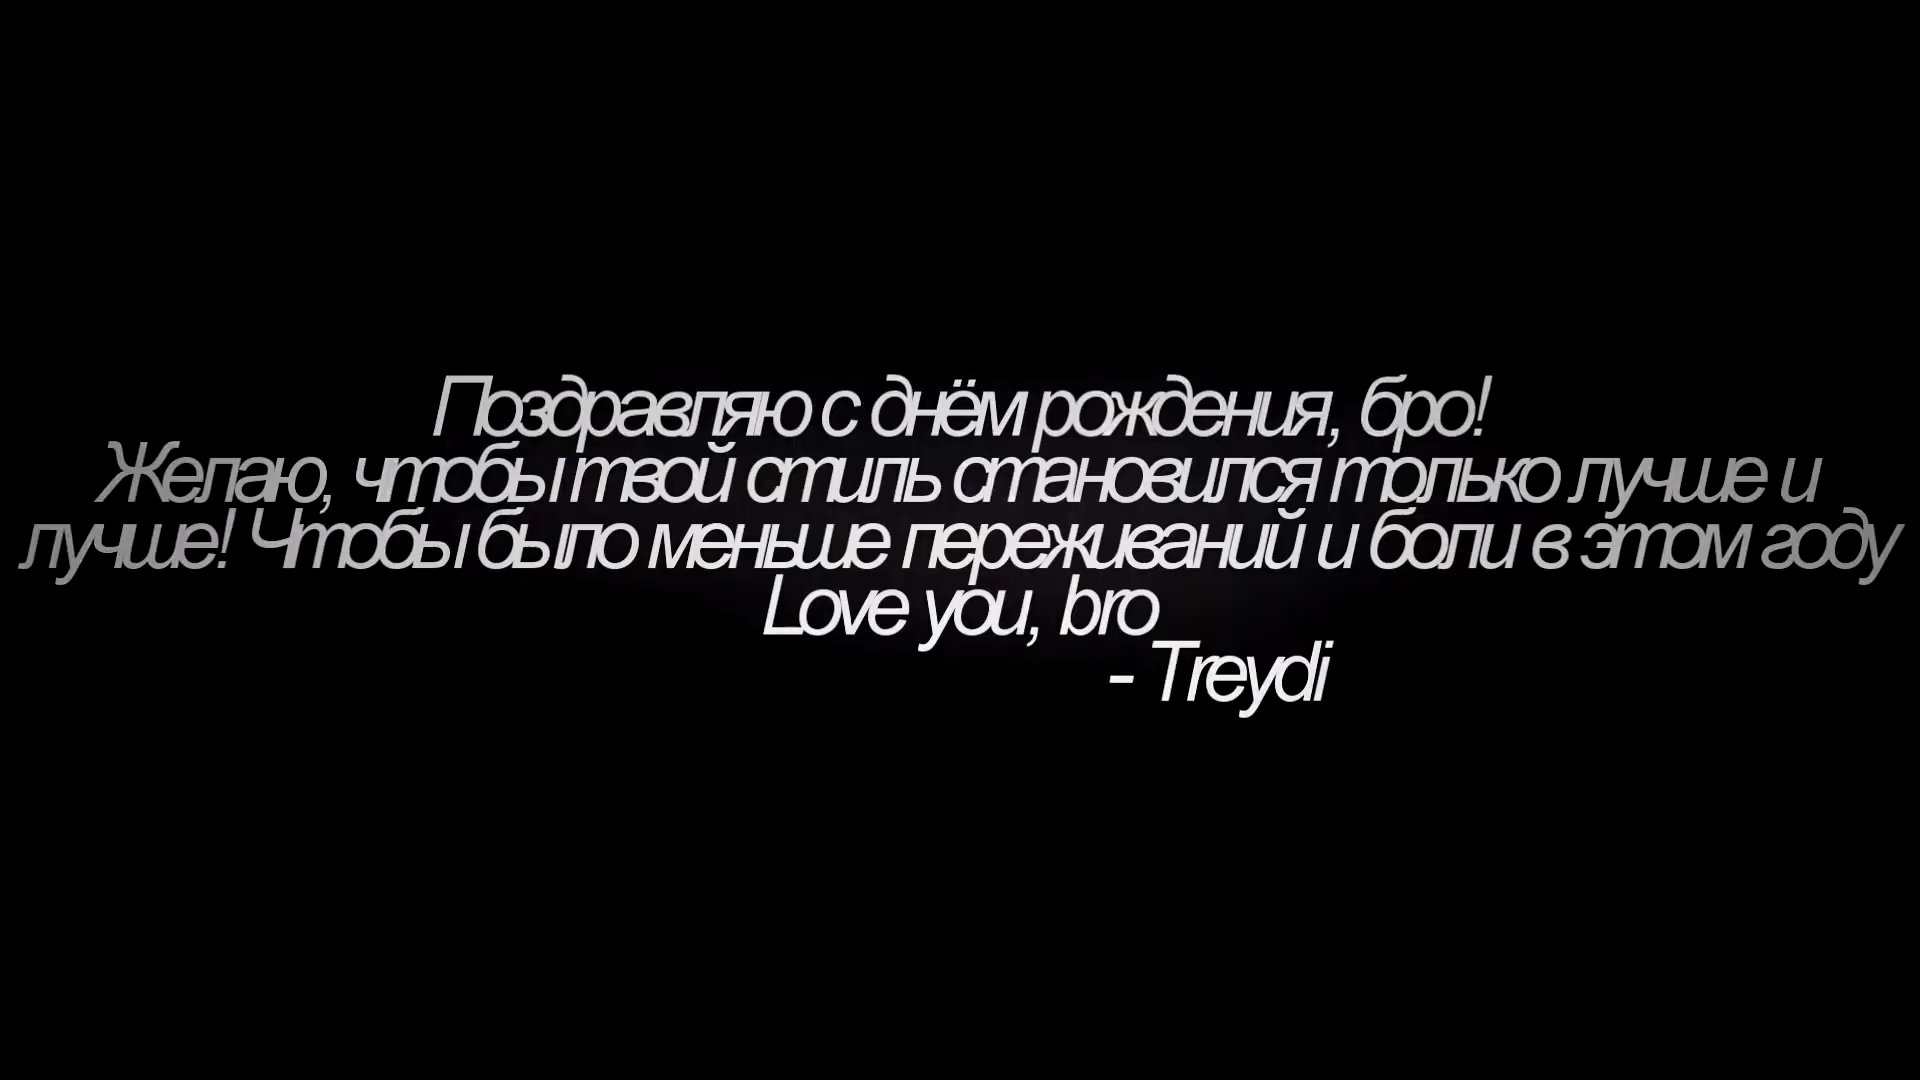 Поздравляю с днём рождения, бро!
Желаю, чтобы твой стиль становился только лучше и
лучше! Чтобы было меньше переживаний и боли в этом году
Love you, bro
- Treydi